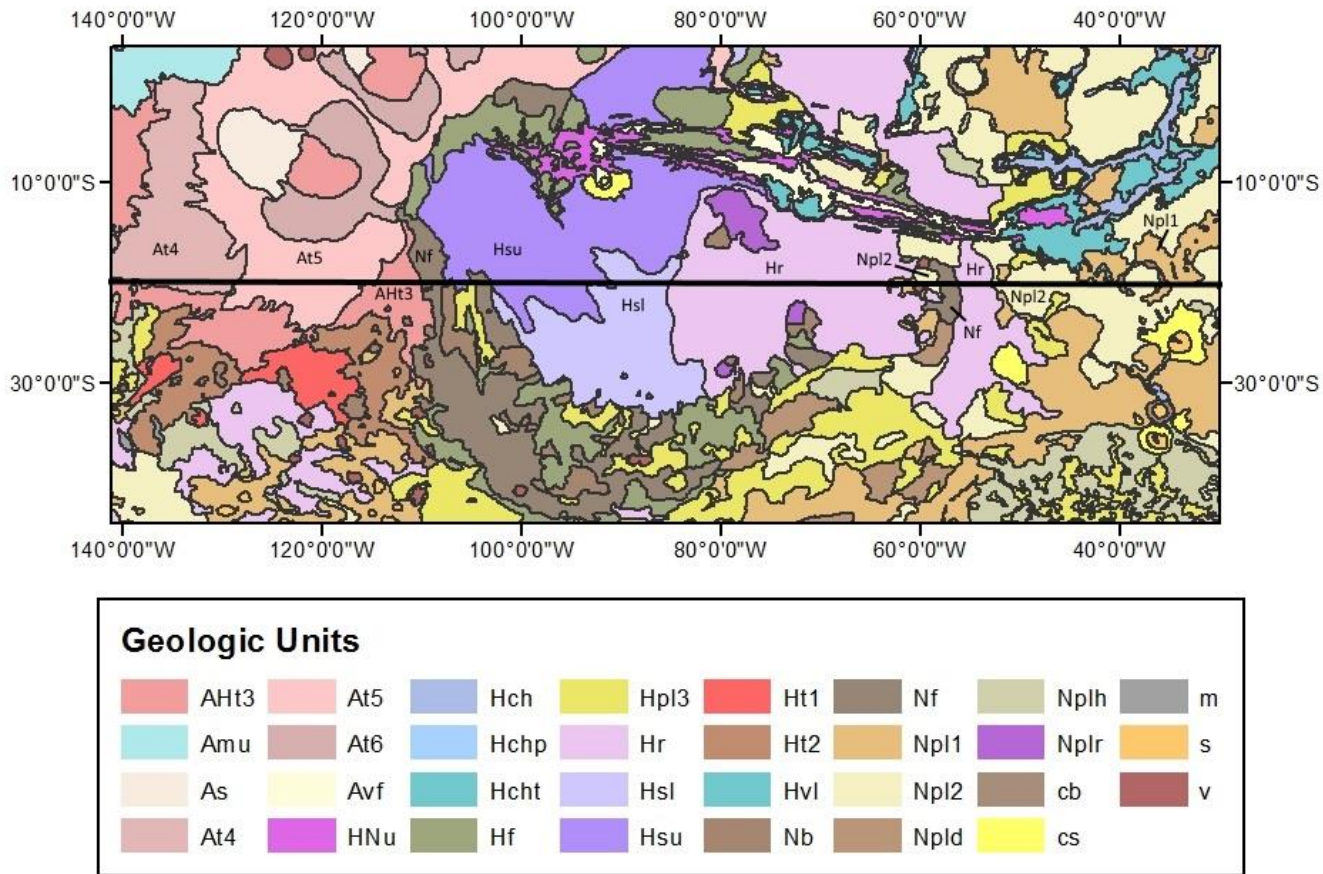 140°0'0"W 120°0'0"W 100°0'0"W 80°0'0"W 60°0'0"W 40°0'0"W
10°0'0"S 10°0'0"S
Npl1
At4 At5 Nf Hsu Hr Npl2 Hr
AHt3 Hsl Npl2
Nf
30°0'0"S 30°0'0"S
140°0'0"W 120°0'0"W 100°0'0"W 80°0'0"W 60°0'0"W 40°0'0"W
Geologic Units
AHt3 At5 Hch Hpl3 Ht1 Nf Nplh m
Amu At6 Hchp Hr Ht2 Npl1 Nplr s
As Avf Hcht Hsl Hvl Npl2 cb v
At4 HNu Hf Hsu Nb Npld cs